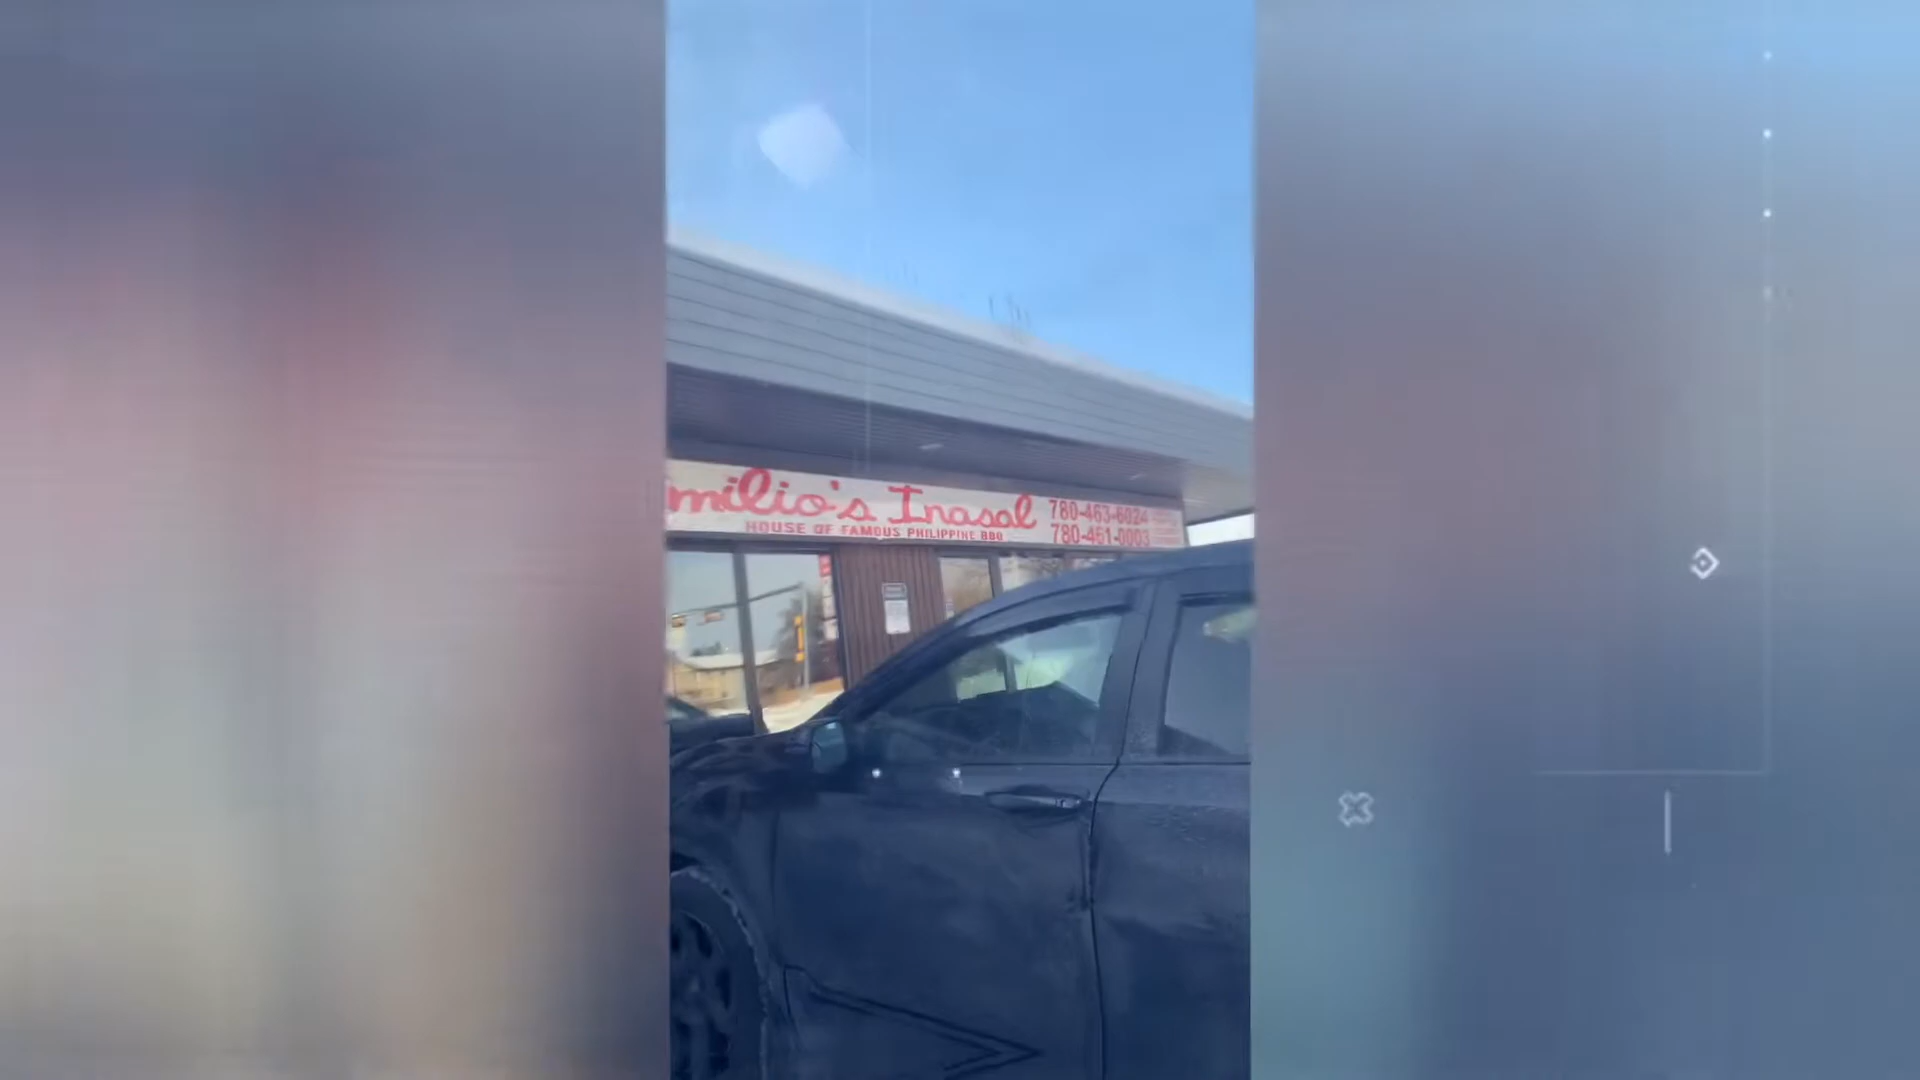 milio's Inasal
HOUSE OF FAMOUS PHILIPPINE BBQ
780-463-6024
780-461-0003